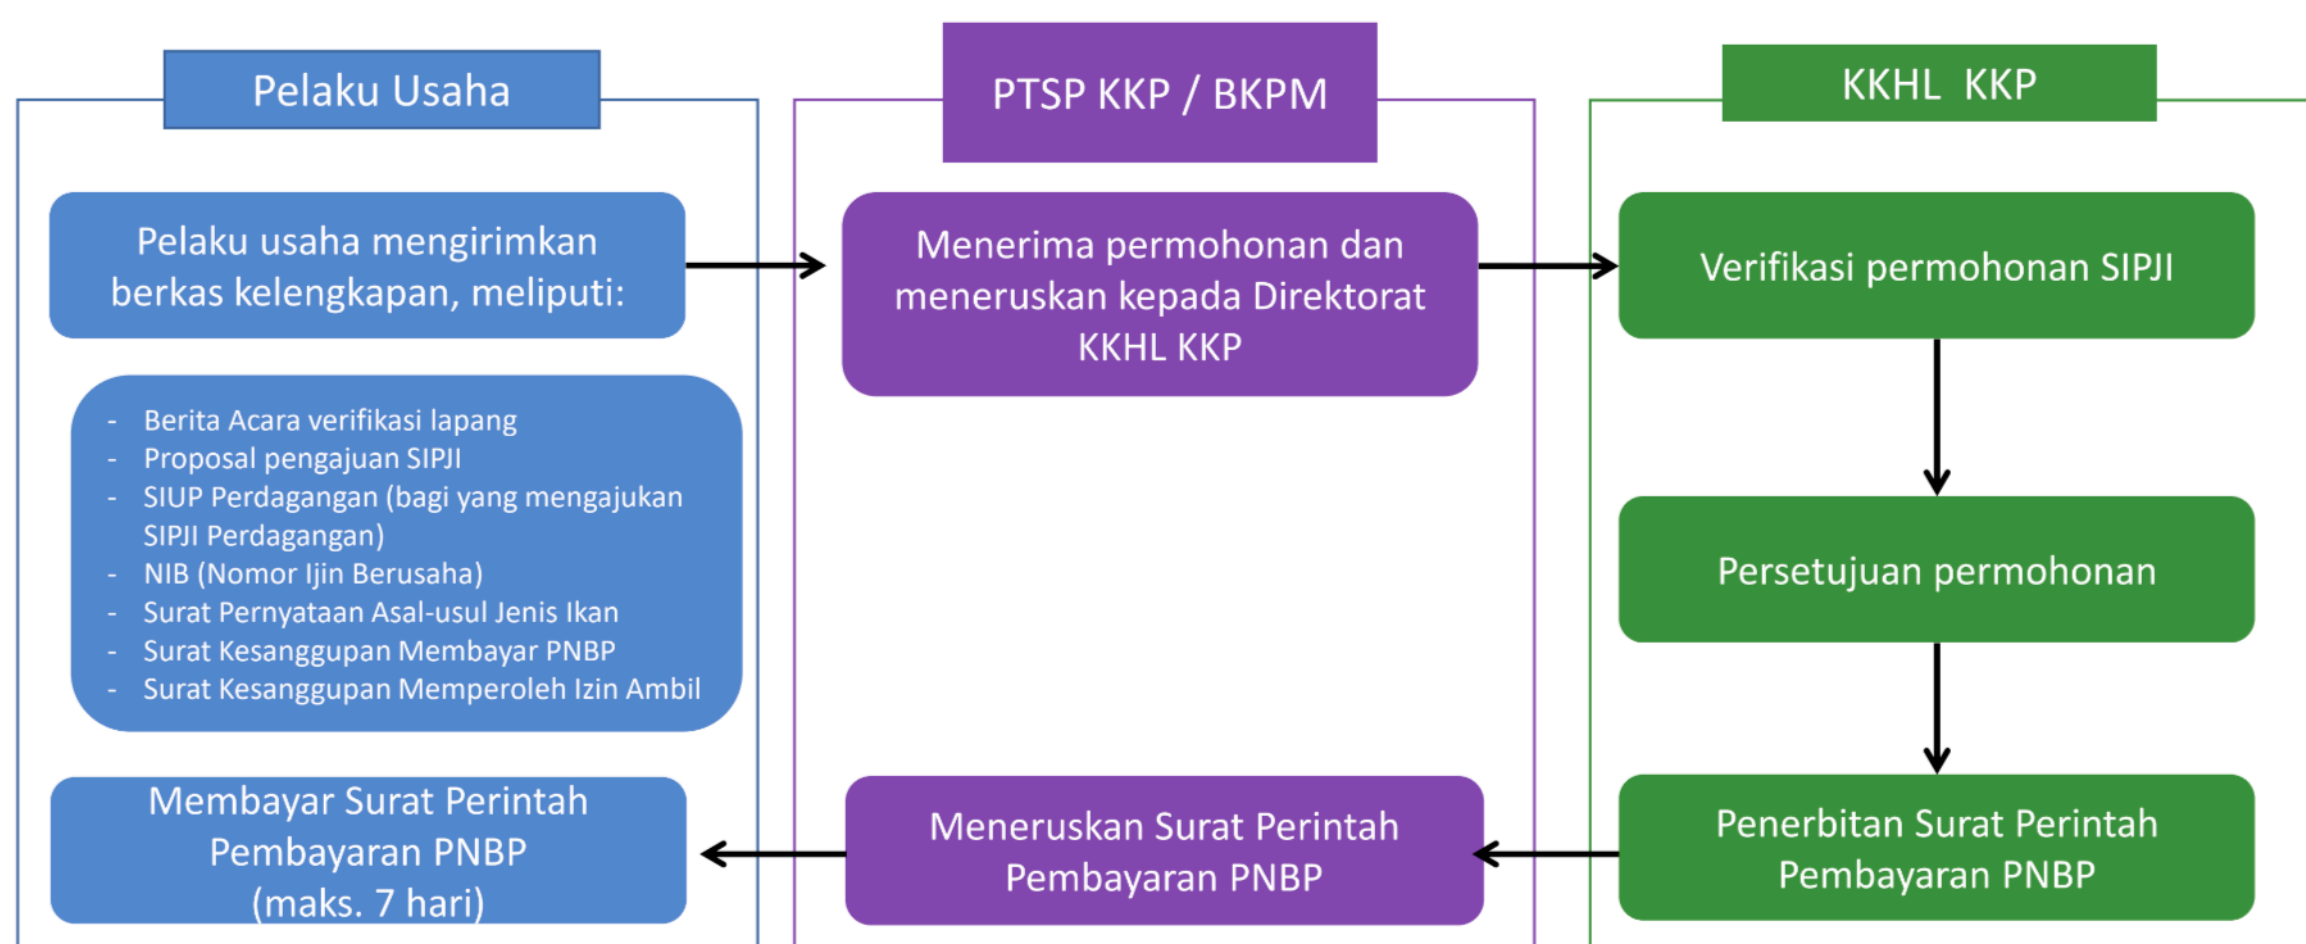 Pelaku Usaha
PTSP KKP / BKPM
KKHL  KKP
Pelaku usaha mengirimkan
berkas kelengkapan, meliputi:
Menerima permohonan dan
meneruskan kepada Direktorat
KKHL KKP
Verifikasi permohonan SIPJI
- Berita Acara verifikasi lapang
- Proposal pengajuan SIPJI
- SIUP Perdagangan (bagi yang mengajukan
SIPJI Perdagangan)
- NIB (Nomor Ijin Berusaha)
- Surat Pernyataan Asal-usul Jenis Ikan
- Surat Kesanggupan Membayar PNBP
- Surat Kesanggupan Memperoleh Izin Ambil
Persetujuan permohonan
Penerbitan Surat Perintah
Pembayaran PNBP
Meneruskan Surat Perintah
Pembayaran PNBP
Membayar Surat Perintah
Pembayaran PNBP
(maks. 7 hari)